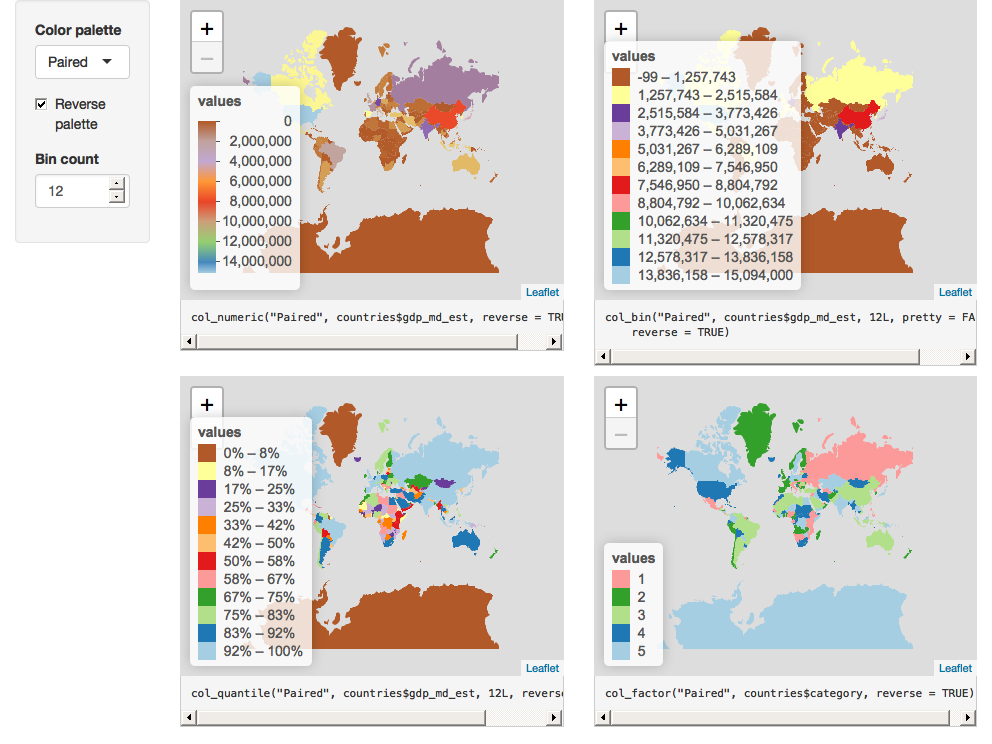 Color palette
Paired
Reverse
palette
Bin count
12
+
−
values
0
2,000,000
4,000,000
6,000,000
8,000,000
10,000,000
12,000,000
14,000,000
Leaflet
col_numeric("Paired", countries$gdp_md_est, reverse = TRU
+
values
-99 – 1,257,743
1,257,743 – 2,515,584
2,515,584 – 3,773,426
3,773,426 – 5,031,267
5,031,267 – 6,289,109
6,289,109 – 7,546,950
7,546,950 – 8,804,792
8,804,792 – 10,062,634
10,062,634 – 11,320,475
11,320,475 – 12,578,317
12,578,317 – 13,836,158
13,836,158 – 15,094,000
Leaflet
col_bin("Paired", countries$gdp_md_est, 12L, pretty = FA
reverse = TRUE)
+
values
0% – 8%
8% – 17%
17% – 25%
25% – 33%
33% – 42%
42% – 50%
50% – 58%
58% – 67%
67% – 75%
75% – 83%
83% – 92%
92% – 100%
Leaflet
col_quantile("Paired", countries$gdp_md_est, 12L, revers
+
−
values
1
2
3
4
5
Leaflet
col_factor("Paired", countries$category, reverse = TRUE)